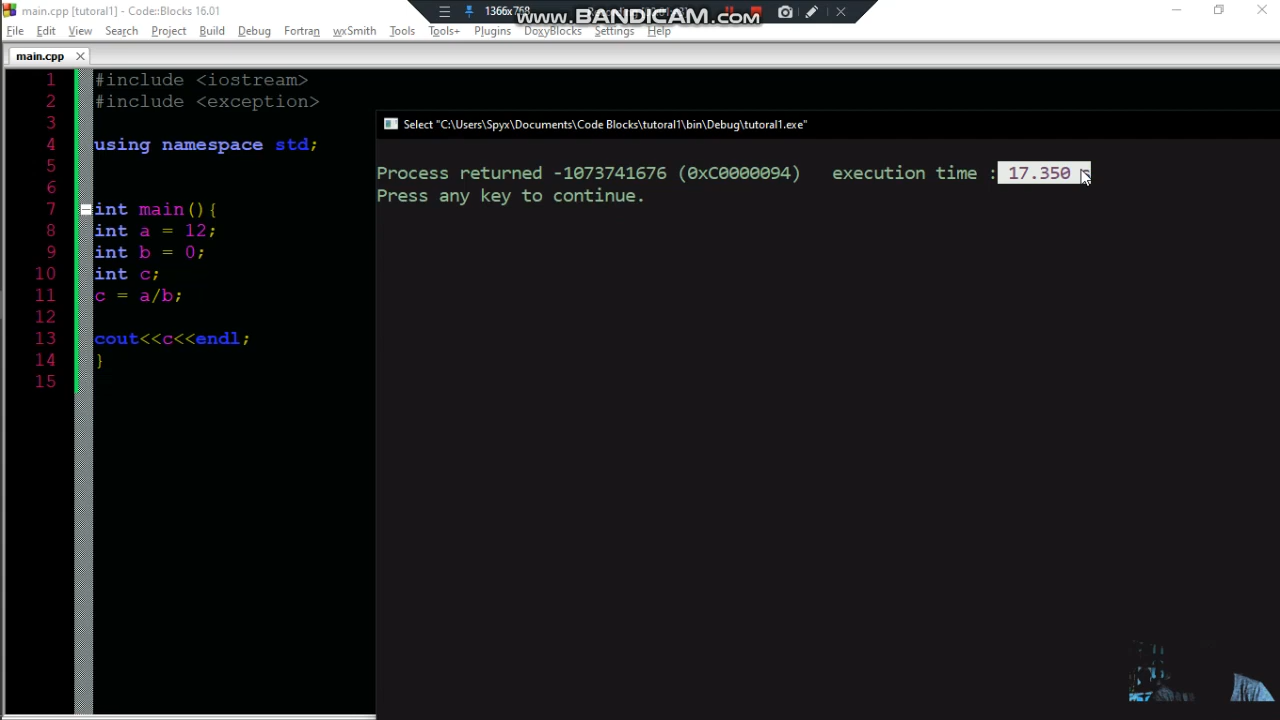 main.cpp [tutoral1] - Code::Blocks 16.01
1366x768
www.BANDICAM.com
File Edit View Search Project Build Debug Fortran wxSmith Tools Tools+ Plugins DoxyBlocks Settings Help
main.cpp
1 #include <iostream>
2 #include <exception>
3
4 using namespace std;
5
6
7 int main(){
8 int a = 12;
9 int b = 0;
10 int c;
11 c = a/b;
12
13 cout<<c<<endl;
14 }
15
Select "C:\Users\Spyx\Documents\Code Blocks\tutoral1\bin\Debug\tutoral1.exe"
Process returned -1073741676 (0xC0000094) execution time : 17.350
Press any key to continue.